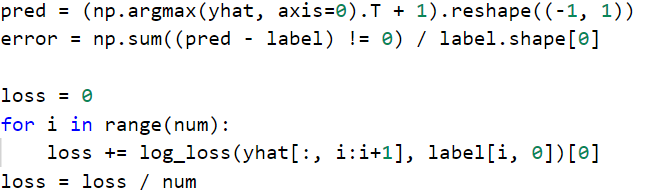 pred = (np.argmax(yhat, axis=0).T + 1).reshape((-1, 1))
error = np.sum((pred - label) != 0) / label.shape[0]

loss = 0
for i in range(num):
    loss += log_loss(yhat[:, i:i+1], label[i, 0])[0]
loss = loss / num